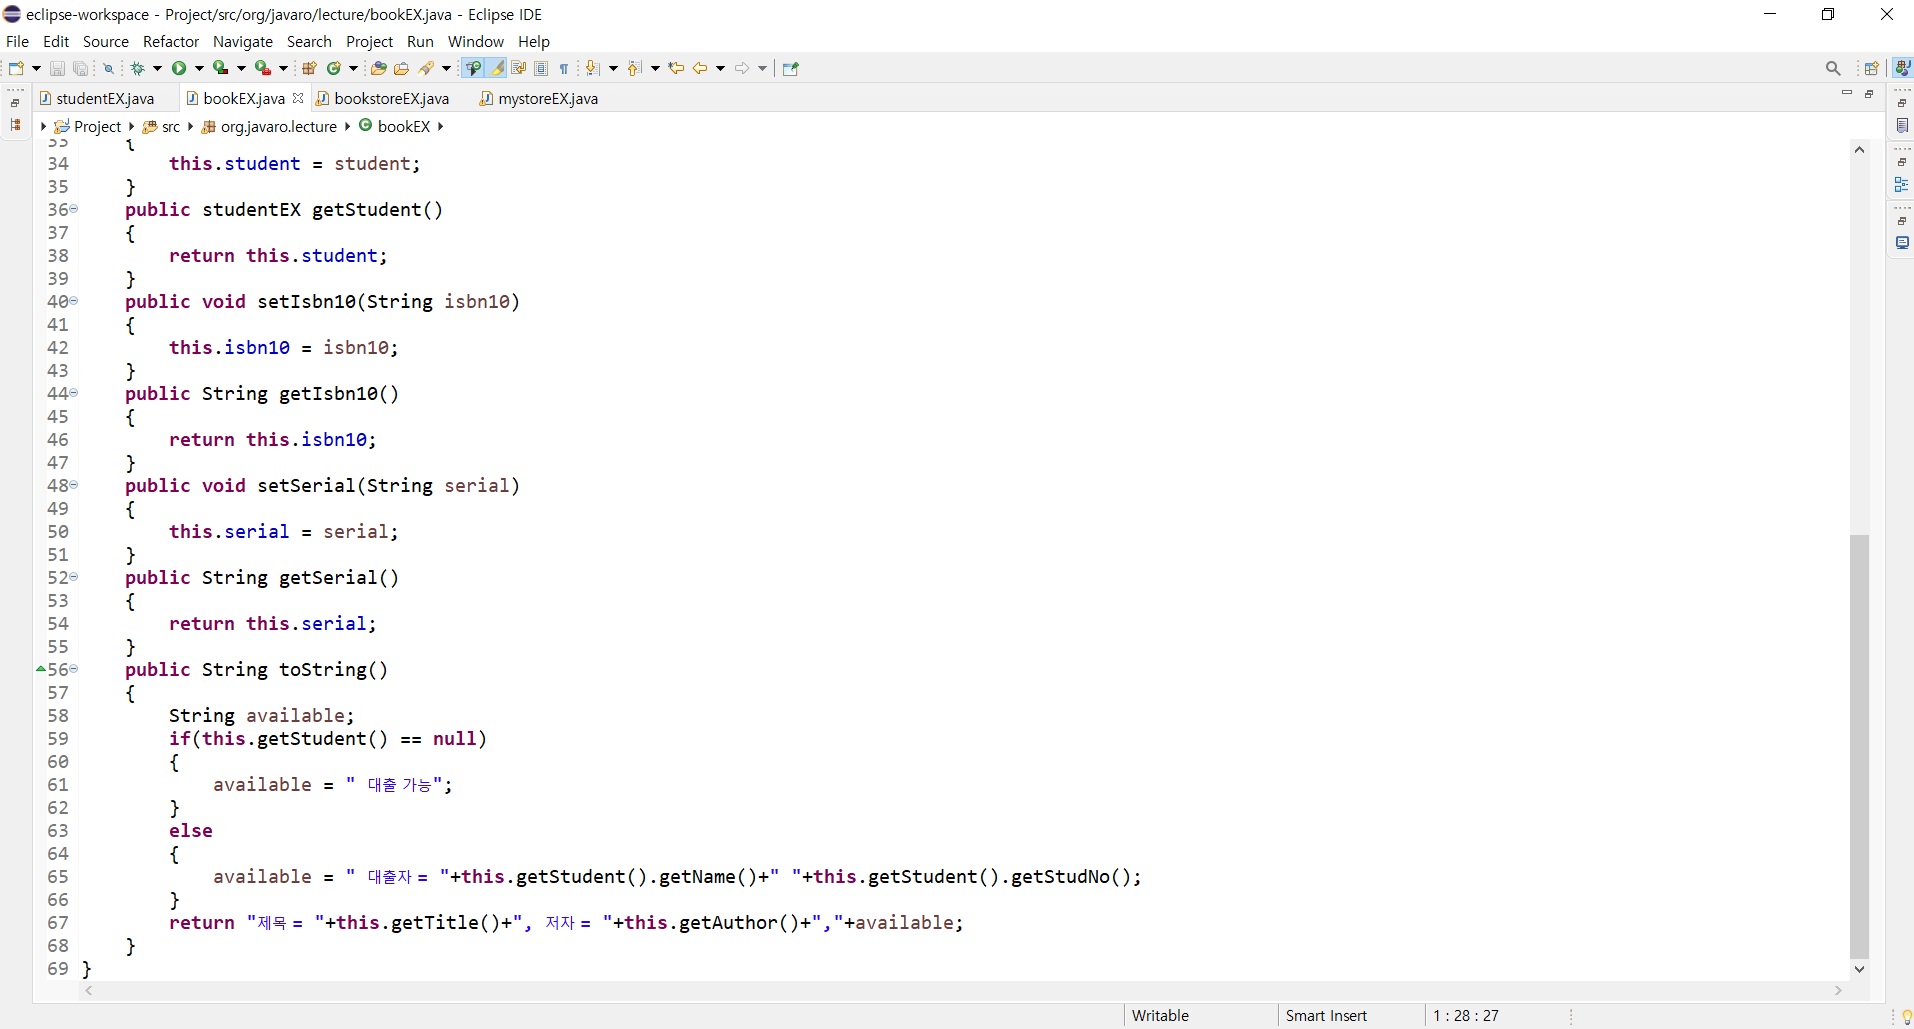 eclipse-workspace - Project/src/org/javaro/lecture/bookEX.java - Eclipse IDE
File Edit Source Refactor Navigate Search Project Run Window Help
studentEX.java bookEX.java bookstoreEX.java mystoreEX.java
Project src org.javaro.lecture bookEX
33 {
34 this.student = student;
35 }
36 public studentEX getStudent()
37 {
38 return this.student;
39 }
40 public void setIsbn10(String isbn10)
41 {
42 this.isbn10 = isbn10;
43 }
44 public String getIsbn10()
45 {
46 return this.isbn10;
47 }
48 public void setSerial(String serial)
49 {
50 this.serial = serial;
51 }
52 public String getSerial()
53 {
54 return this.serial;
55 }
56 public String toString()
57 {
58 String available;
59 if(this.getStudent() == null)
60 {
61 available = " 대출 가능";
62 }
63 else
64 {
65 available = " 대출자 = "+this.getStudent().getName()+" "+this.getStudent().getStudNo();
66 }
67 return "제목 = "+this.getTitle()+", 저자 = "+this.getAuthor()+","+available;
68 }
69 }
Writable Smart Insert 1 : 28 : 27